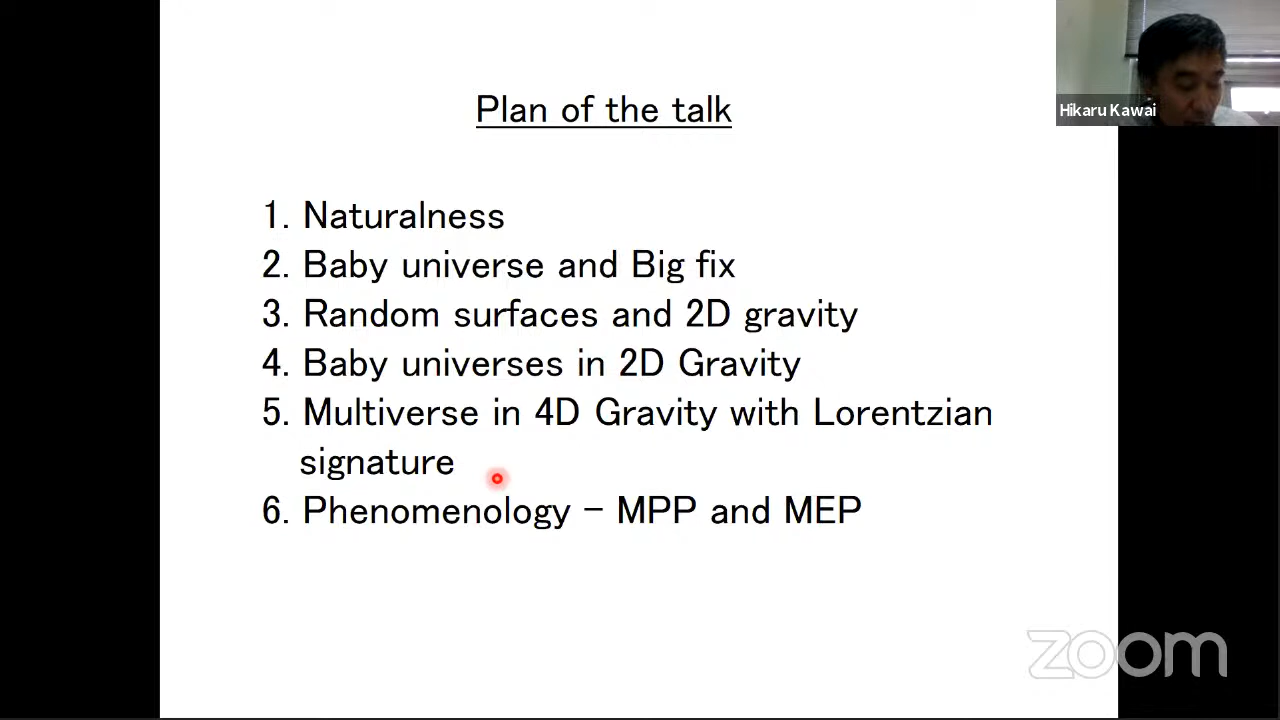 Plan of the talk
Hikaru Kawai
1. Naturalness
2. Baby universe and Big fix
3. Random surfaces and 2D gravity
4. Baby universes in 2D Gravity
5. Multiverse in 4D Gravity with Lorentzian
signature
6. Phenomenology – MPP and MEP
zoom